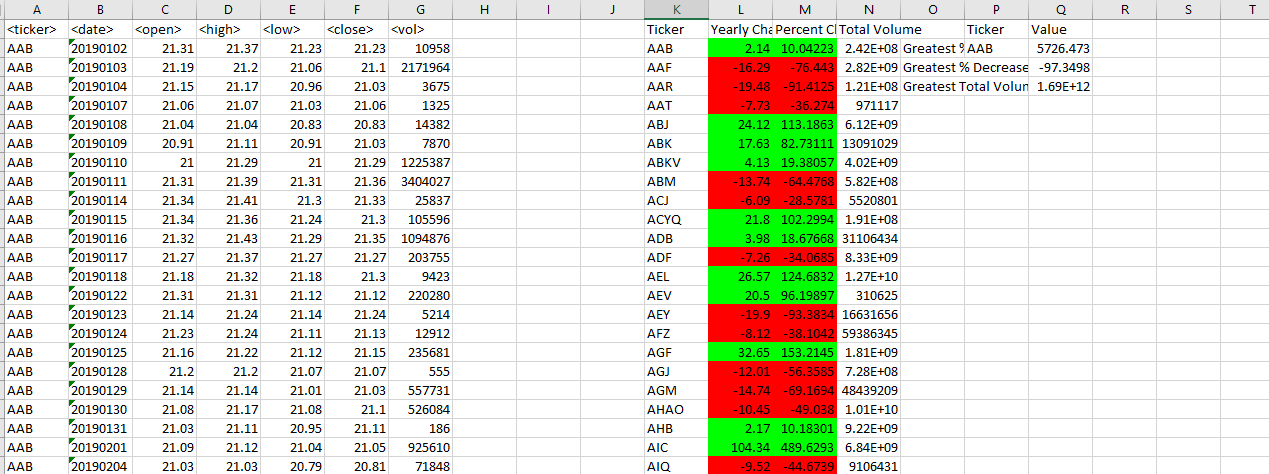 A B C D E F G H I J K L M N O P Q R S T
<ticker> <date> <open> <high> <low> <close> <vol> Ticker Yearly Cha Percent Cl Total Volume Ticker Value
AAB 20190102 21.31 21.37 21.23 21.23 10958 AAB 2.14 10.04223 2.42E+08 Greatest % AAB 5726.473
AAB 20190103 21.19 21.2 21.06 21.1 2171964 AAF -16.29 -76.443 2.82E+09 Greatest % Decrease -97.3498
AAB 20190104 21.15 21.17 20.96 21.03 3675 AAR -19.48 -91.4125 1.21E+08 Greatest Total Volun 1.69E+12
AAB 20190107 21.06 21.07 21.03 21.06 1325 AAT -7.73 -36.274 971117
AAB 20190108 21.04 21.04 20.83 20.83 14382 ABJ 24.12 113.1863 6.12E+09
AAB 20190109 20.91 21.11 20.91 21.03 7870 ABK 17.63 82.73111 13091029
AAB 20190110 21 21.29 21 21.29 1225387 ABKV 4.13 19.38057 4.02E+09
AAB 20190111 21.31 21.39 21.31 21.36 3404027 ABM -13.74 -64.4768 5.82E+08
AAB 20190114 21.34 21.41 21.3 21.33 25837 ACJ -6.09 -28.5781 5520801
AAB 20190115 21.34 21.36 21.24 21.3 105596 ACYQ 21.8 102.2994 1.91E+08
AAB 20190116 21.32 21.43 21.29 21.35 1094876 ADB 3.98 18.67668 31106434
AAB 20190117 21.27 21.37 21.27 21.27 203755 ADF -7.26 -34.0685 8.33E+09
AAB 20190118 21.18 21.32 21.18 21.3 9423 AEL 26.57 124.6832 1.27E+10
AAB 20190122 21.31 21.31 21.12 21.12 220280 AEV 20.5 96.19897 310625
AAB 20190123 21.14 21.24 21.14 21.24 5214 AEY -19.9 -93.3834 16631656
AAB 20190124 21.23 21.24 21.11 21.13 12912 AFZ -8.12 -38.1042 59386345
AAB 20190125 21.16 21.22 21.12 21.15 235681 AGF 32.65 153.2145 1.81E+09
AAB 20190128 21.2 21.2 21.07 21.07 555 AGJ -12.01 -56.3585 7.28E+08
AAB 20190129 21.14 21.14 21.01 21.03 557731 AGM -14.74 -69.1694 48439209
AAB 20190130 21.08 21.17 21.08 21.1 526084 AHAO -10.45 -49.038 1.01E+10
AAB 20190131 21.03 21.11 20.95 21.11 186 AHB 2.17 10.18301 9.22E+09
AAB 20190201 21.09 21.12 21.04 21.05 925610 AIC 104.34 489.6293 6.84E+09
AAB 20190204 21.03 21.03 20.79 20.81 71848 AIQ -9.52 -44.6739 9106431